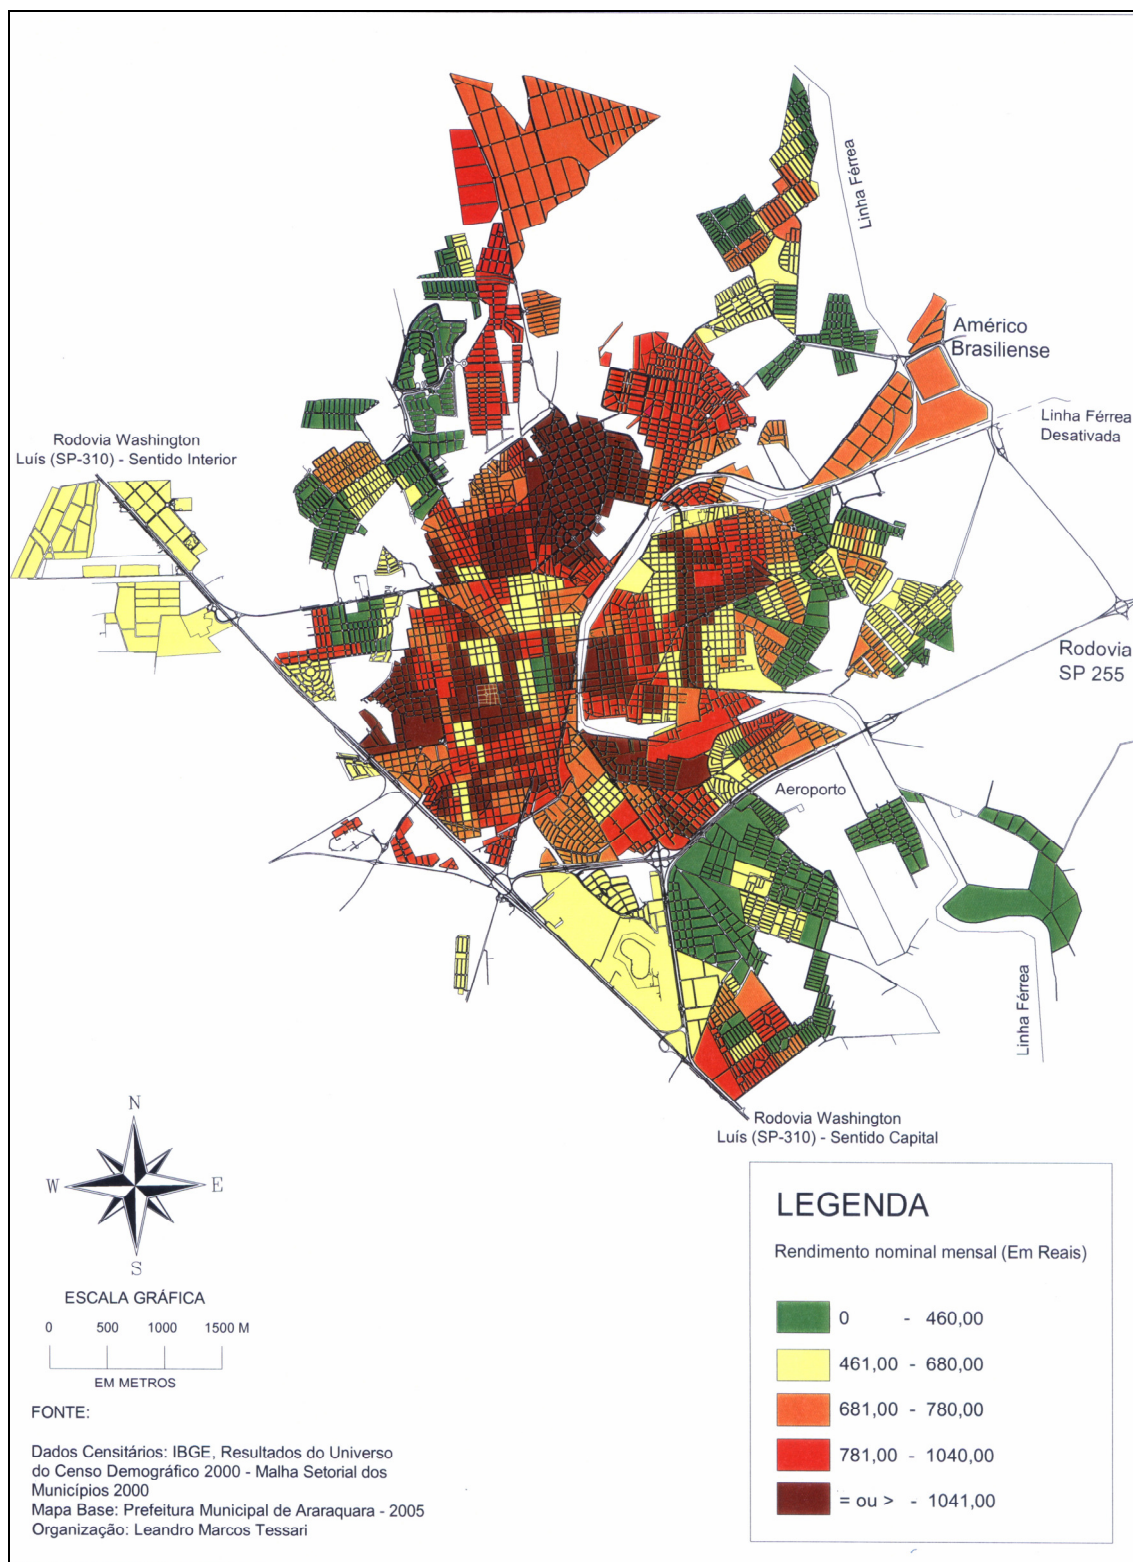 Linha Férrea
Américo
Brasiliense
Linha Férrea
Desativada
Rodovia Washington
Luís (SP-310) - Sentido Interior
Rodovia
SP 255
Aeroporto
Linha Férrea
Rodovia Washington
Luís (SP-310) - Sentido Capital
N
W
E
S
ESCALA GRÁFICA
0 500 1000 1500 M
EM METROS
FONTE:
Dados Censitários: IBGE, Resultados do Universo
do Censo Demográfico 2000 - Malha Setorial dos
Municípios 2000
Mapa Base: Prefeitura Municipal de Araraquara - 2005
Organização: Leandro Marcos Tessari
LEGENDA
Rendimento nominal mensal (Em Reais)
0 - 460,00
461,00 - 680,00
681,00 - 780,00
781,00 - 1040,00
= ou > - 1041,00